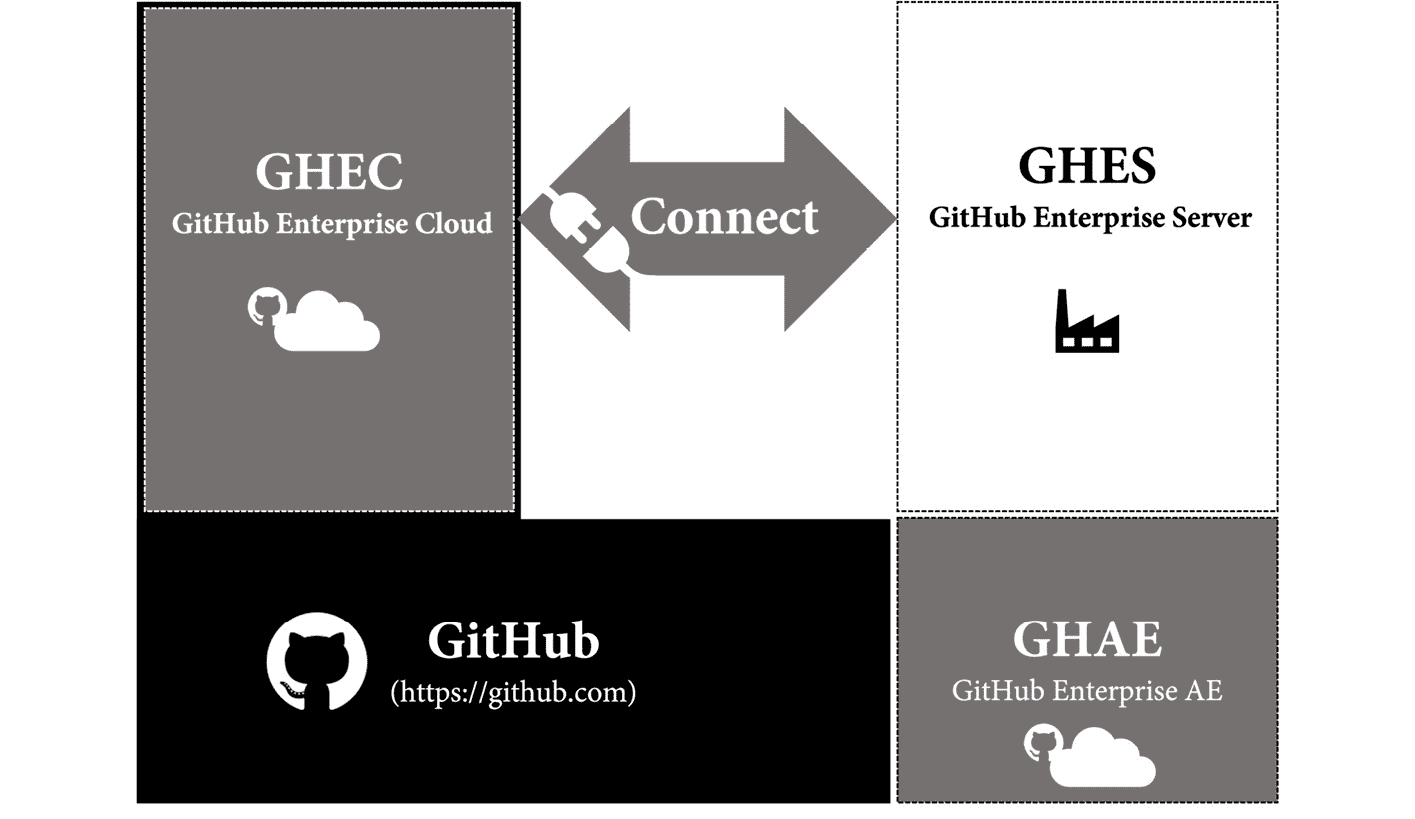 GHEC
GitHub Enterprise Cloud
Connect
GHES
GitHub Enterprise Server
GitHub
(https://github.com)
GHAE
GitHub Enterprise AE